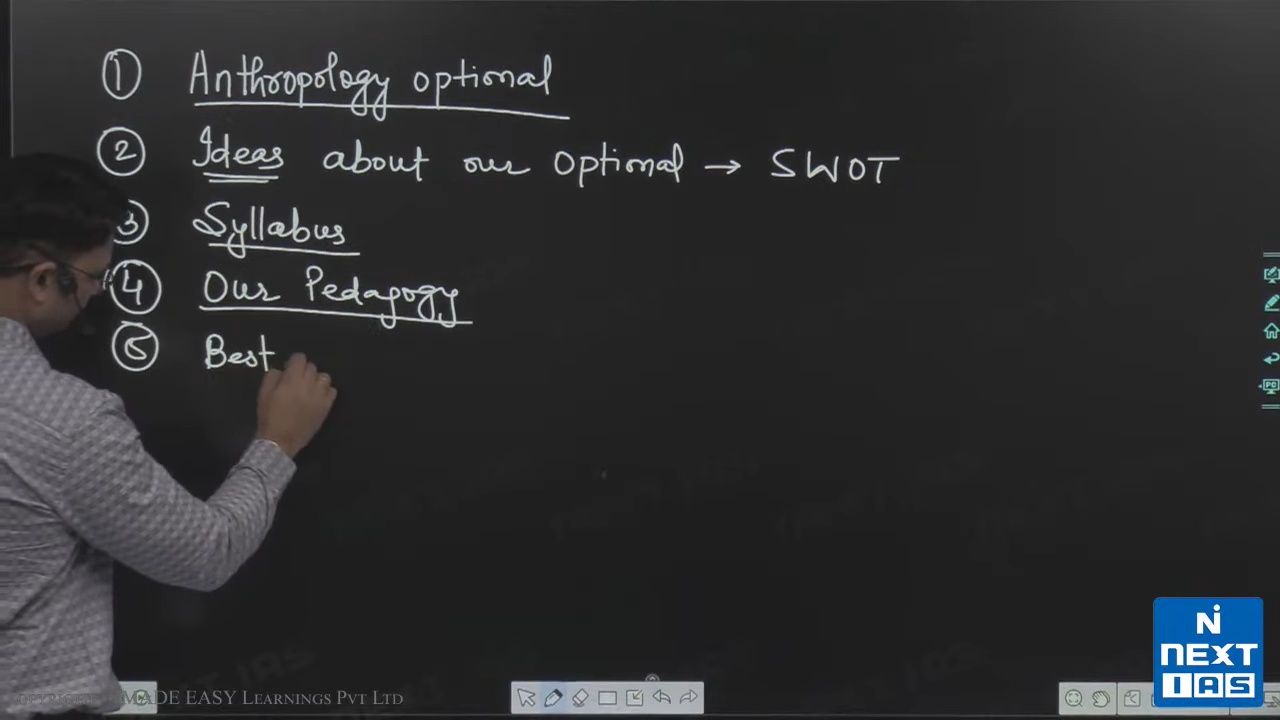 ① Anthropology optional
② Ideas about our Optional → SWOT
3 Syllabus
④ Our Pedagogy
⑤ Best
MADE EASY Learnings Pvt Ltd
NEXT
IAS